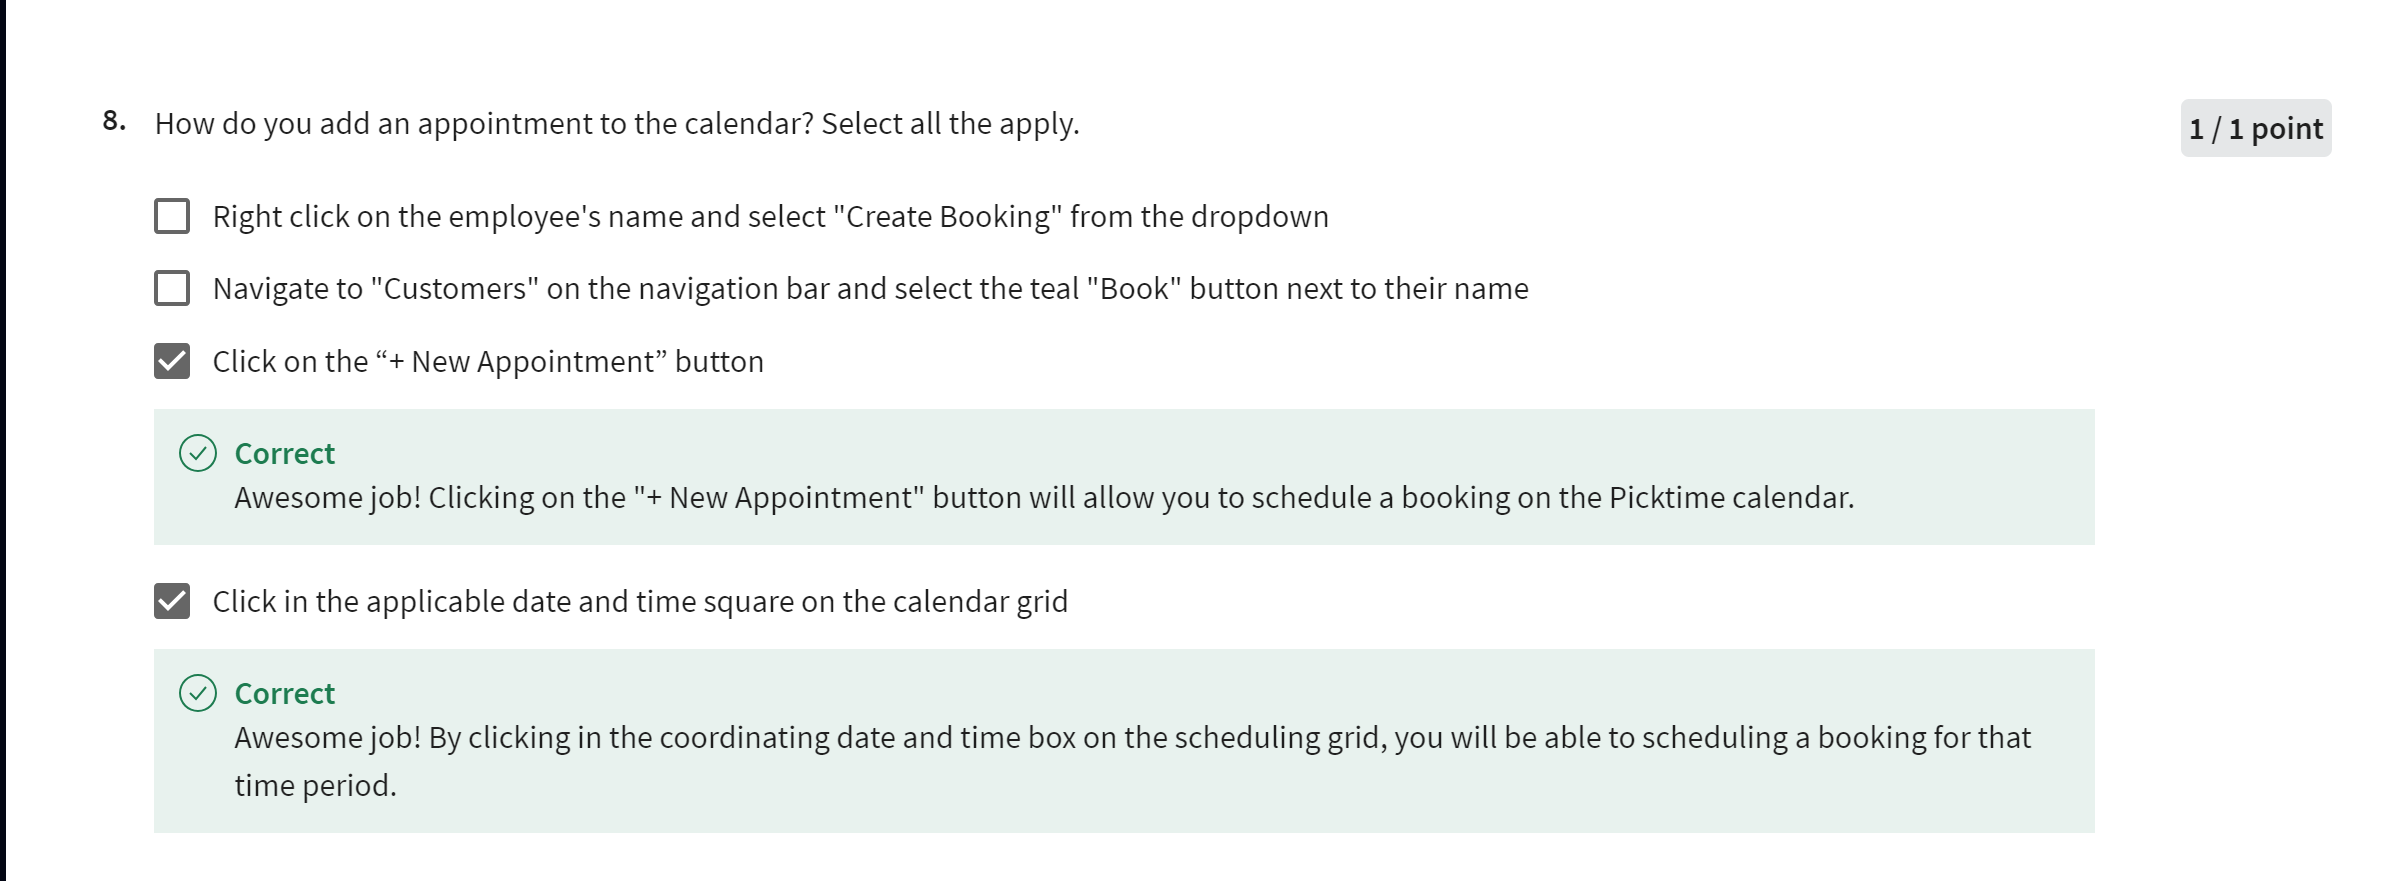 8. How do you add an appointment to the calendar? Select all the apply.
1 / 1 point
Right click on the employee's name and select "Create Booking" from the dropdown
Navigate to "Customers" on the navigation bar and select the teal "Book" button next to their name
Click on the “+ New Appointment” button
Correct
Awesome job! Clicking on the "+ New Appointment" button will allow you to schedule a booking on the Picktime calendar.
Click in the applicable date and time square on the calendar grid
Correct
Awesome job! By clicking in the coordinating date and time box on the scheduling grid, you will be able to scheduling a booking for that
time period.